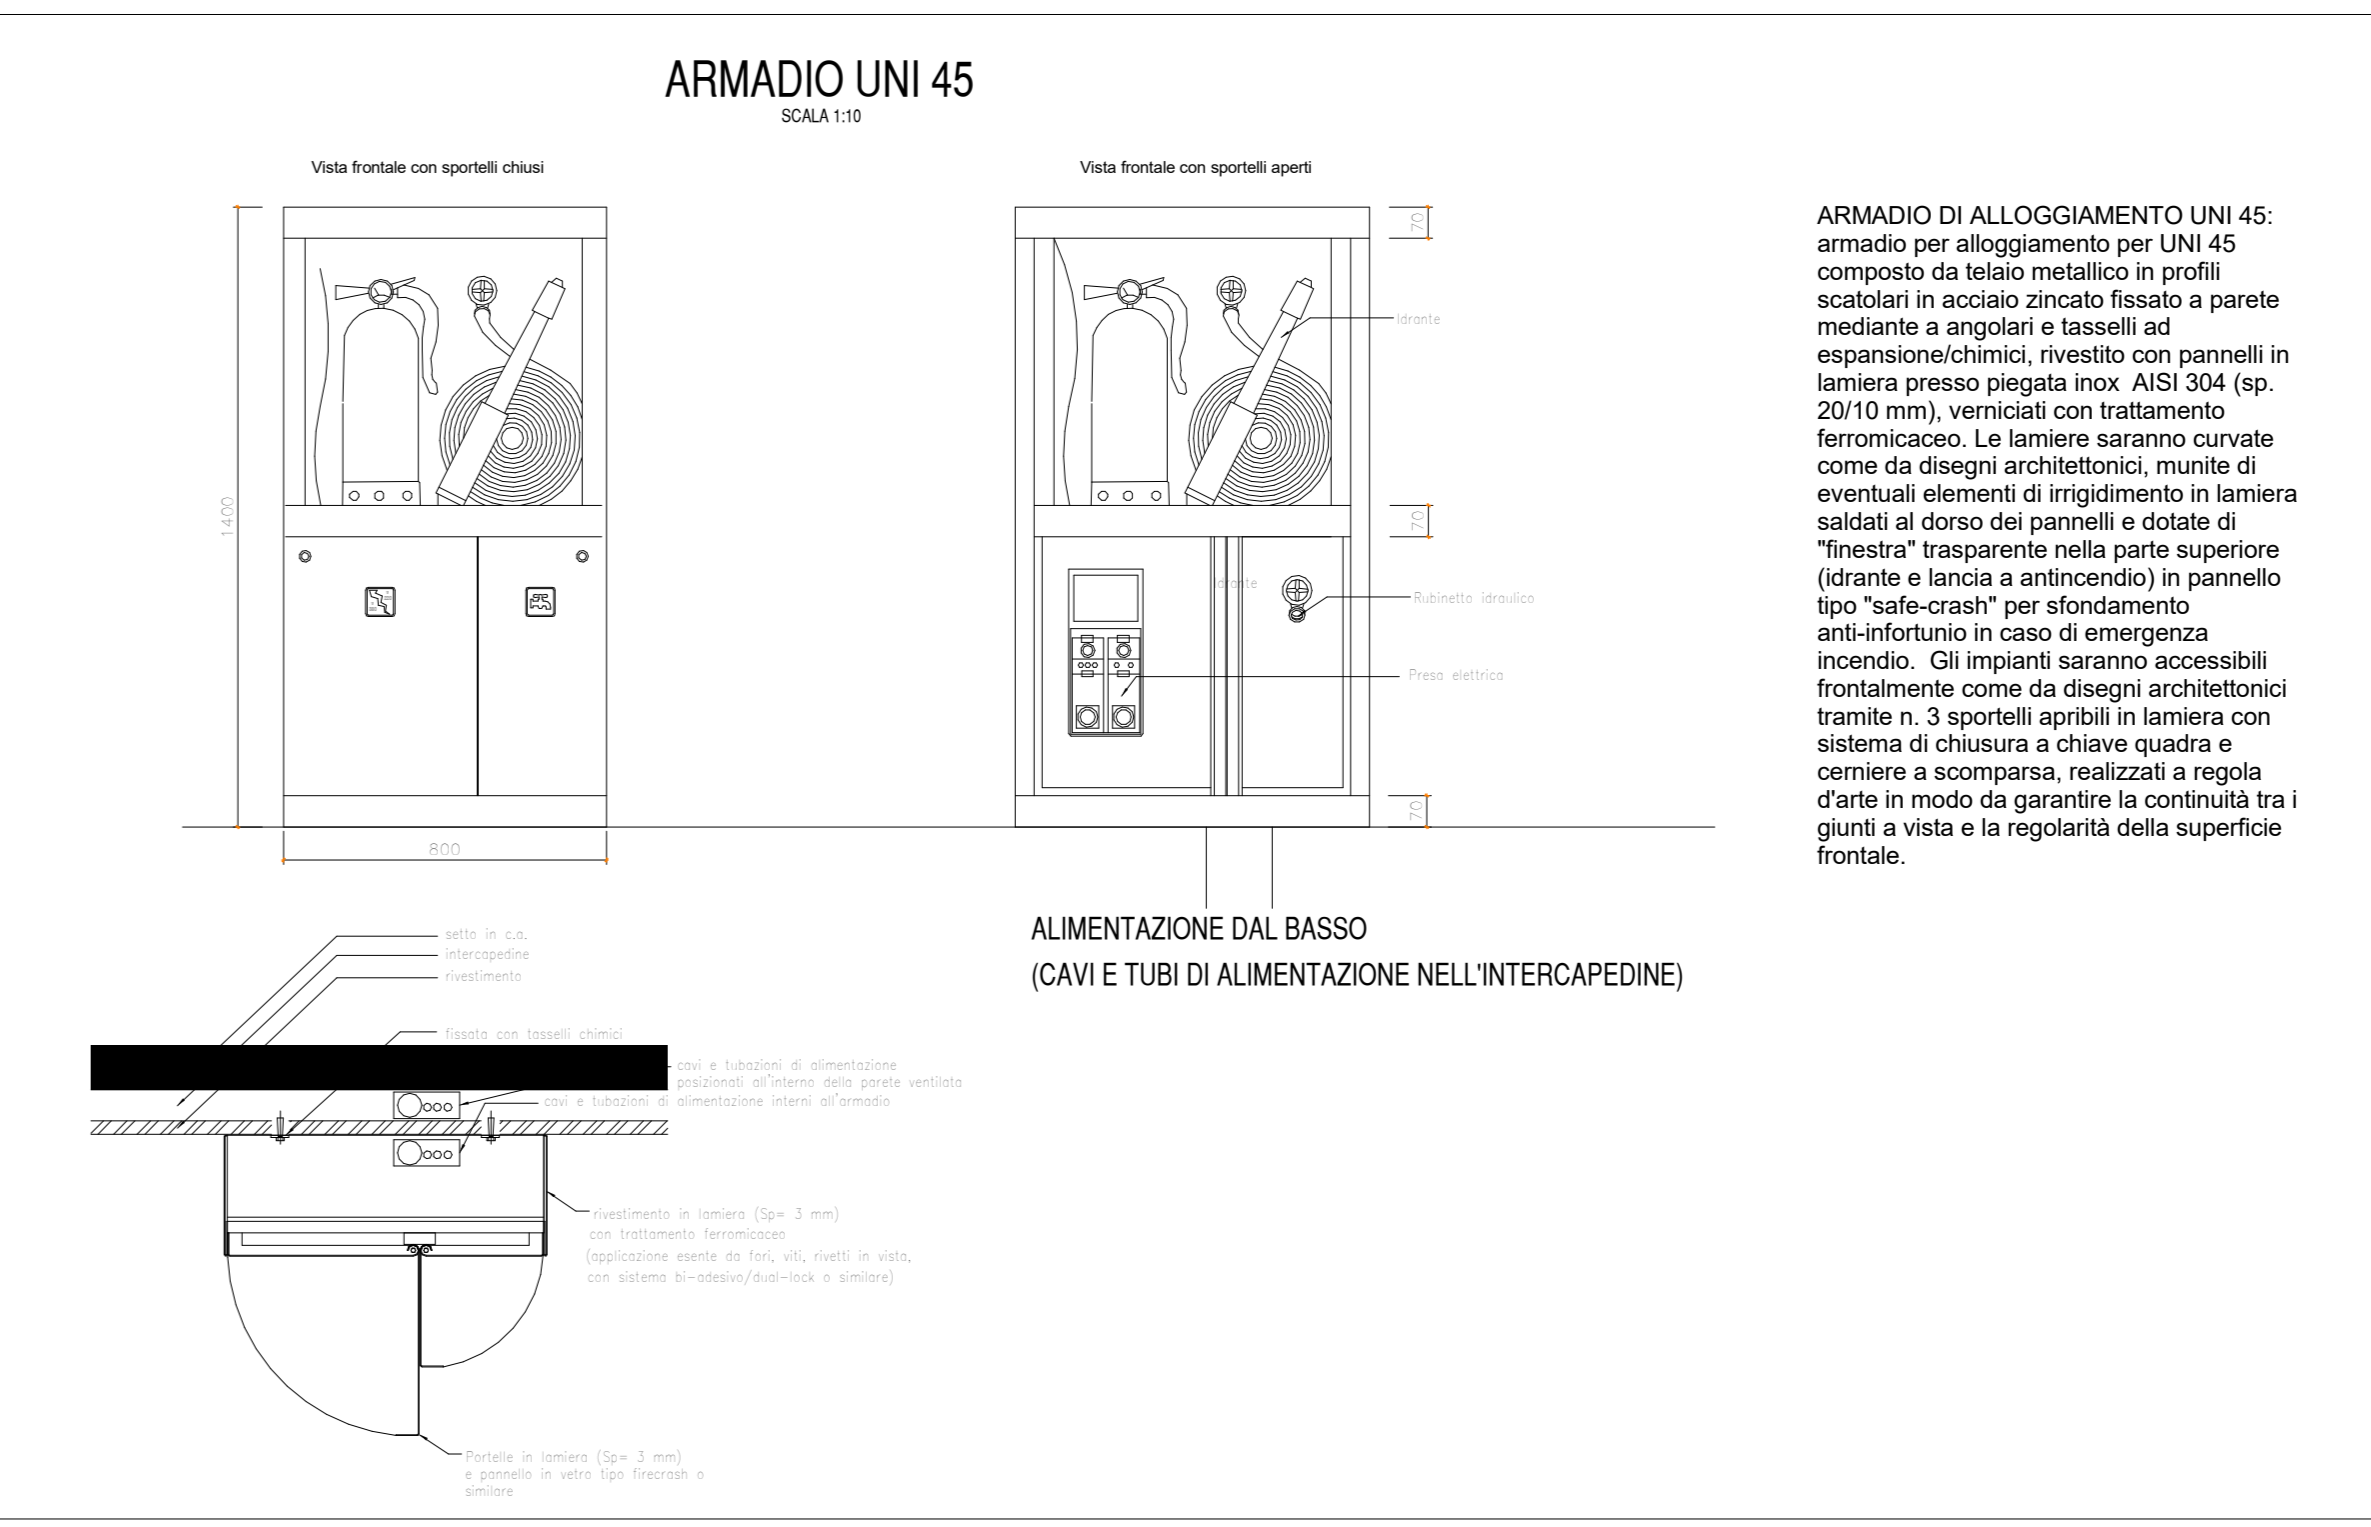 ARMADIO UNI 45
SCALA 1:10
Vista frontale con sportelli chiusi
Vista frontale con sportelli aperti
1400
800
70
Idrante
70
Idrante
Rubinetto idraulico
Presa elettrica
70
ALIMENTAZIONE DAL BASSO
(CAVI E TUBI DI ALIMENTAZIONE NELL'INTERCAPEDINE)
ARMADIO DI ALLOGGIAMENTO UNI 45:
armadio per alloggiamento per UNI 45
composto da telaio metallico in profili
scatolari in acciaio zincato fissato a parete
mediante a angolari e tasselli ad
espansione/chimici, rivestito con pannelli in
lamiera presso piegata inox  AISI 304 (sp.
20/10 mm), verniciati con trattamento
ferromicaceo. Le lamiere saranno curvate
come da disegni architettonici, munite di
eventuali elementi di irrigidimento in lamiera
saldati al dorso dei pannelli e dotate di
"finestra" trasparente nella parte superiore
(idrante e lancia a antincendio) in pannello
tipo "safe-crash" per sfondamento
anti-infortunio in caso di emergenza
incendio.  Gli impianti saranno accessibili
frontalmente come da disegni architettonici
tramite n. 3 sportelli apribili in lamiera con
sistema di chiusura a chiave quadra e
cerniere a scomparsa, realizzati a regola
d'arte in modo da garantire la continuità tra i
giunti a vista e la regolarità della superficie
frontale.
setto in c.a.
intercapedine
rivestimento
fissata con tasselli chimici
cavi e tubazioni di alimentazione
posizionati all'interno della parete ventilata
cavi e tubazioni di alimentazione interni all'armadio
rivestimento in lamiera (Sp= 3 mm)
con trattamento ferromicaceo
(applicazione esente da fori, viti, rivetti in vista,
con sistema bi-adesivo/dual-lock o similare)
Portelle in lamiera (Sp= 3 mm)
e pannello in vetro tipo firecrash o
similare